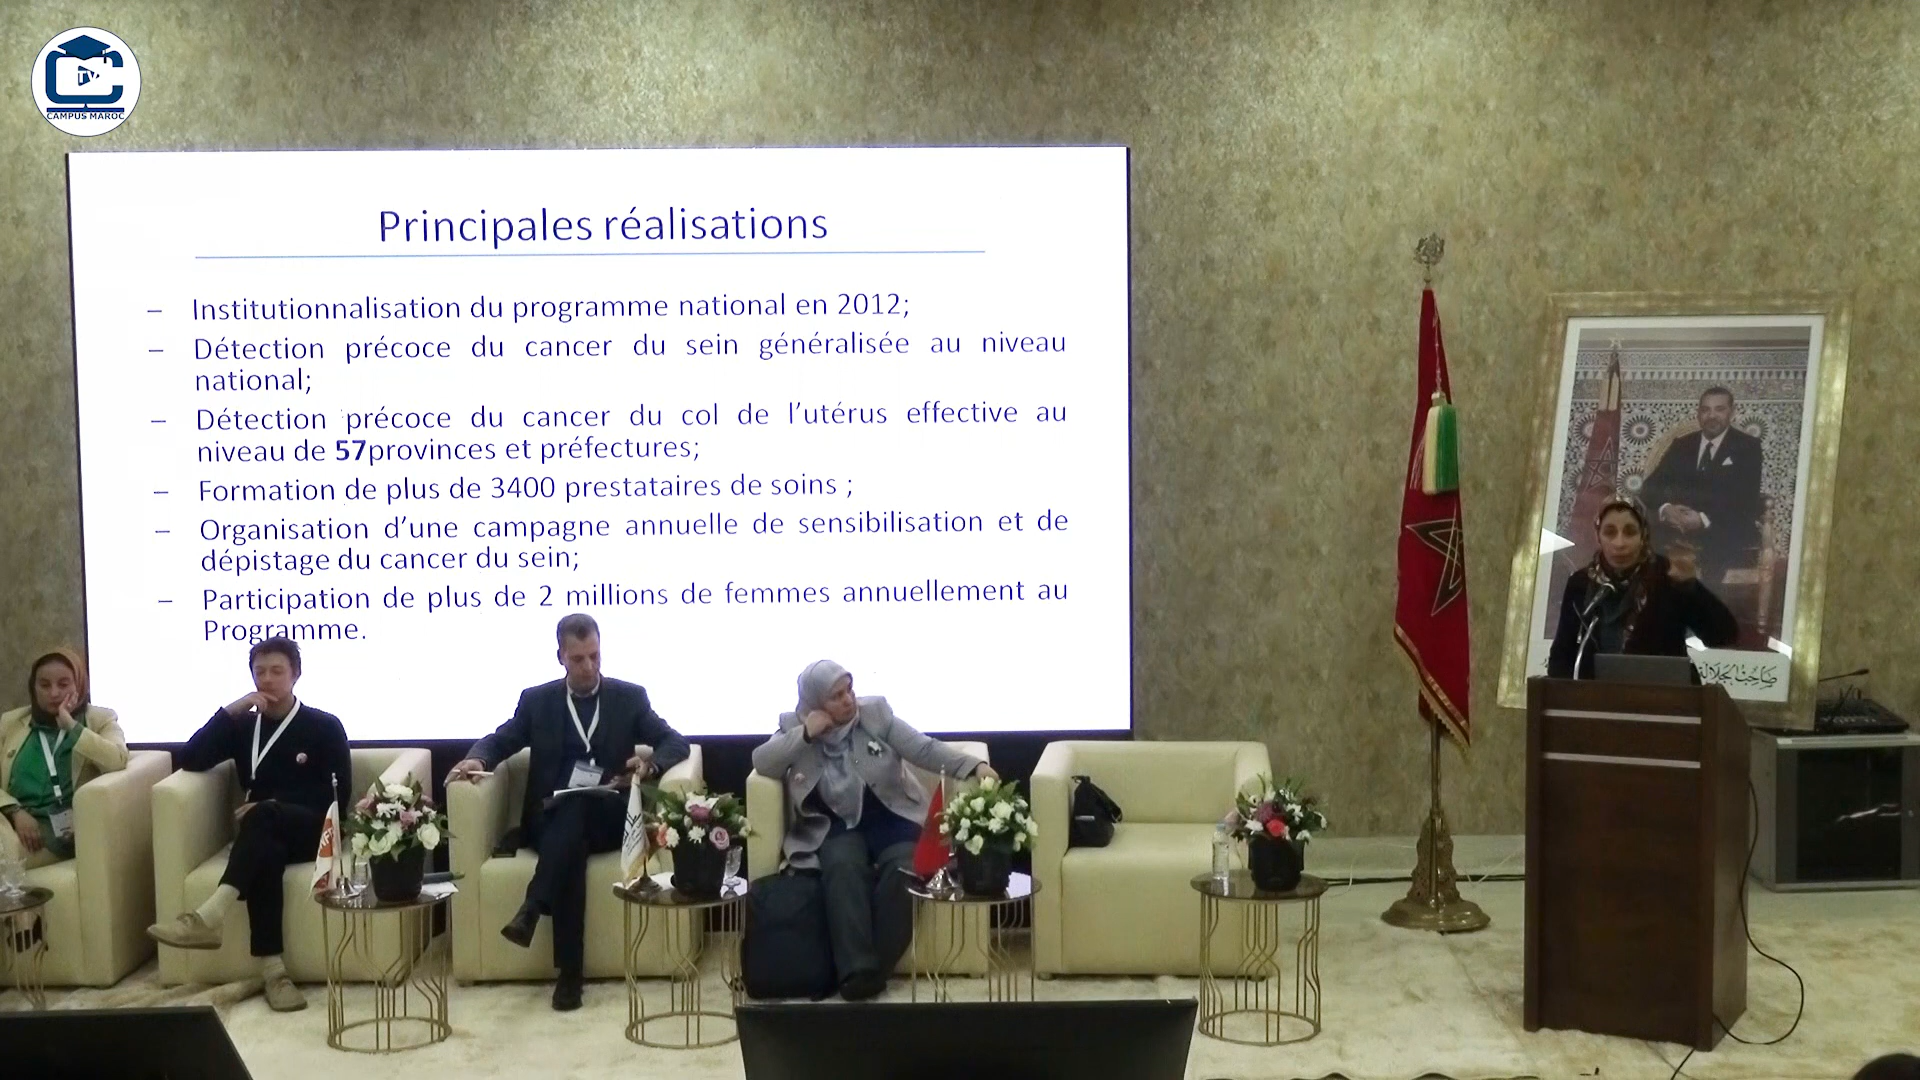 TV
CAMPUS MAROC
Principales réalisations
– Institutionnalisation du programme national en 2012;
– Détection précoce du cancer du sein généralisée au niveau
national;
– Détection précoce du cancer du col de l’utérus effective au
niveau de 57provinces et préfectures;
– Formation de plus de 3400 prestataires de soins ;
– Organisation d’une campagne annuelle de sensibilisation et de
dépistage du cancer du sein;
– Participation de plus de 2 millions de femmes annuellement au
Programme.
صاحب الجلالة